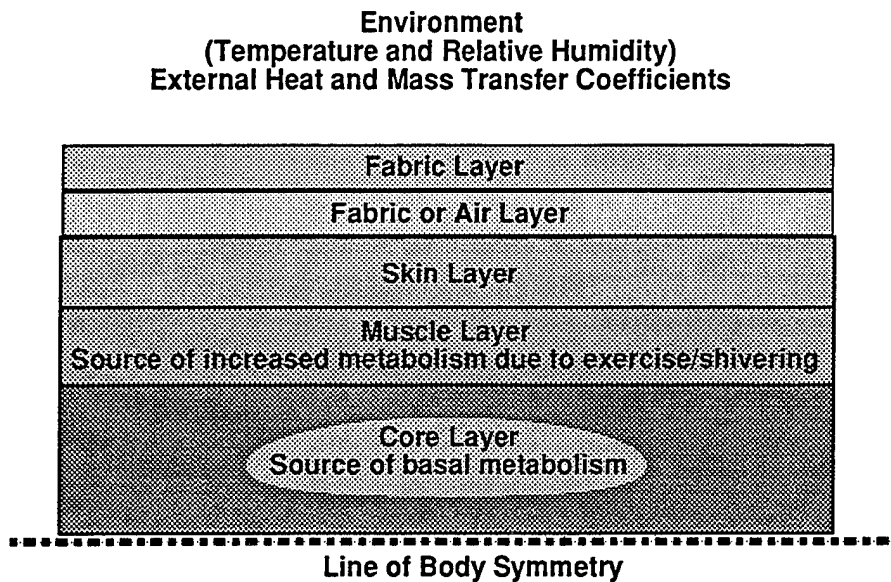 Environment
(Temperature and Relative Humidity)
External Heat and Mass Transfer Coefficients
Fabric Layer
Fabric or Air Layer
Skin Layer
Muscle Layer
Source of increased metabolism due to exercise/shivering
Core Layer
Source of basal metabolism
Line of Body Symmetry